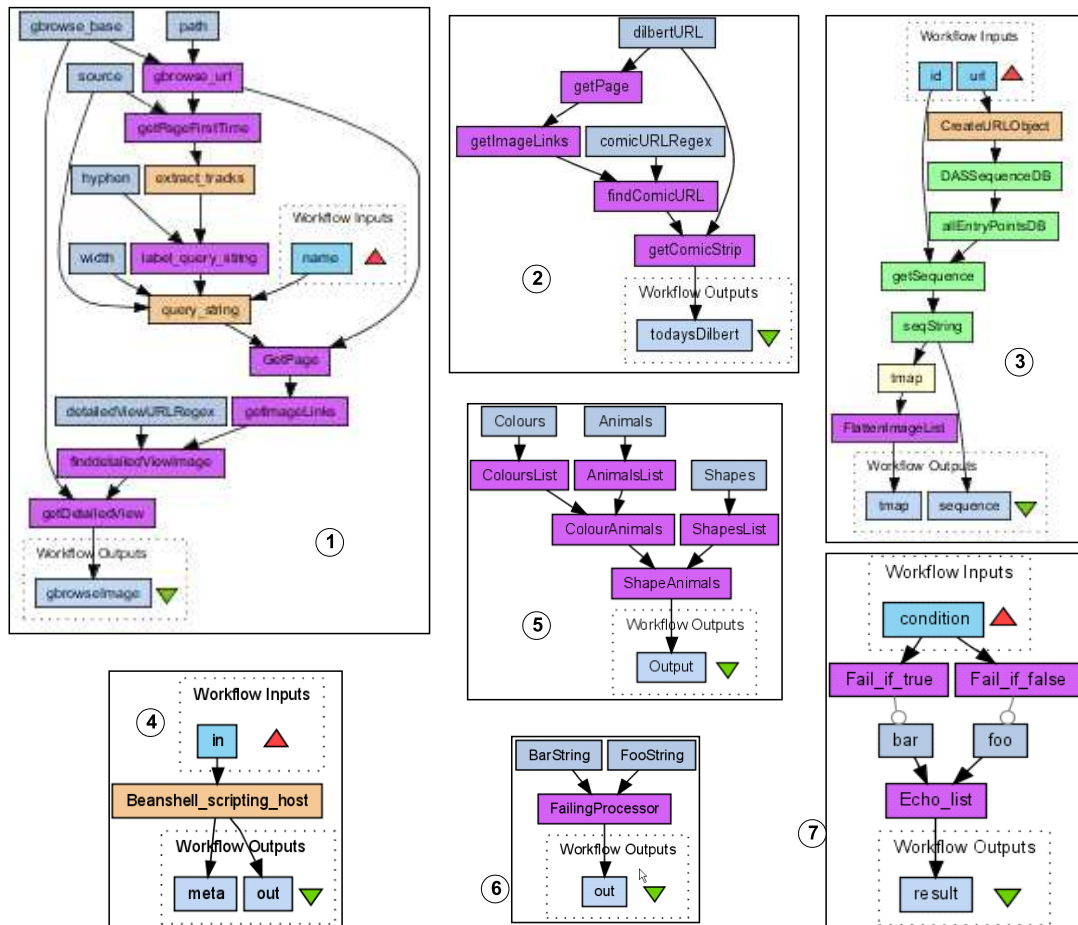 gbrowse_base
path
source
gbrowse_url
getPageFirstTime
hyphen
extract_tracks
Workflow Inputs
width
label_query_string
name
query_string
GetPage
detailedViewURLRegex
getImageLinks
finddetailedViewImage
getDetailedView
1
Workflow Outputs
gbrowseImage
dilbertURL
getPage
getImageLinks
comicURLRegex
findComicURL
getComicStrip
2
Workflow Outputs
todaysDilbert
Workflow Inputs
id
url
CreateURLObject
DASSequenceDB
allEntryPointsDB
getSequence
seqString
3
tmap
FlattenImageList
Workflow Outputs
tmap
sequence
4
Workflow Inputs
in
Beanshell_scripting_host
Workflow Outputs
meta
out
Colours
Animals
ColoursList
AnimalsList
Shapes
ColourAnimals
ShapesList
ShapeAnimals
5
Workflow Outputs
Output
BarString
FooString
FailingProcessor
Workflow Outputs
6
out
Workflow Inputs
condition
Fail_if_true
Fail_if_false
bar
foo
Echo_list
7
Workflow Outputs
result